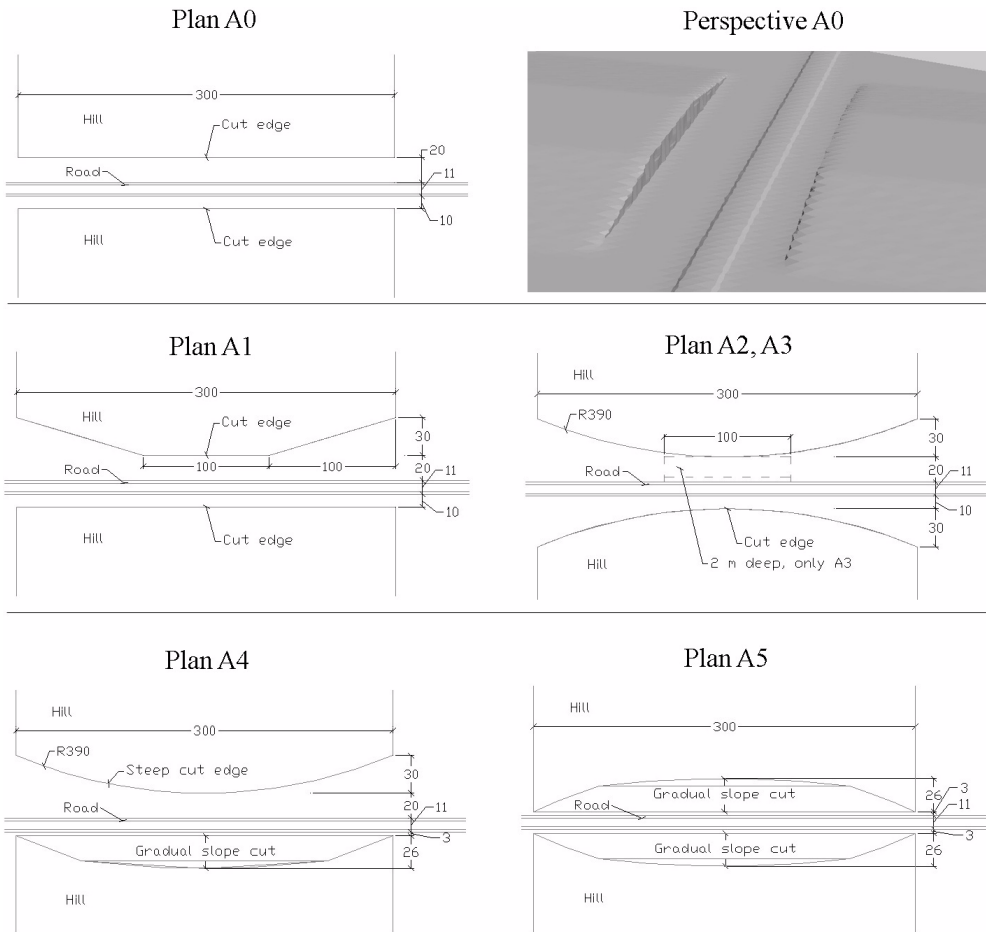 Plan A0
Perspective A0
300
Hill
Cut edge
20
Road
11
10
Hill
Cut edge
Plan A1
300
Hill
Cut edge
30
100
100
20
Road
11
10
Cut edge
Hill
Plan A2, A3
Hill
300
R390
100
30
20
Road
11
10
Cut edge
30
2 m deep, only A3
Hill
Plan A4
Hill
300
R390
Steep cut edge
30
20
Road
11
3
Gradual slope cut
26
Hill
Plan A5
Hill
300
Gradual slope cut
26
3
Road
11
3
Gradual slope cut
26
Hill